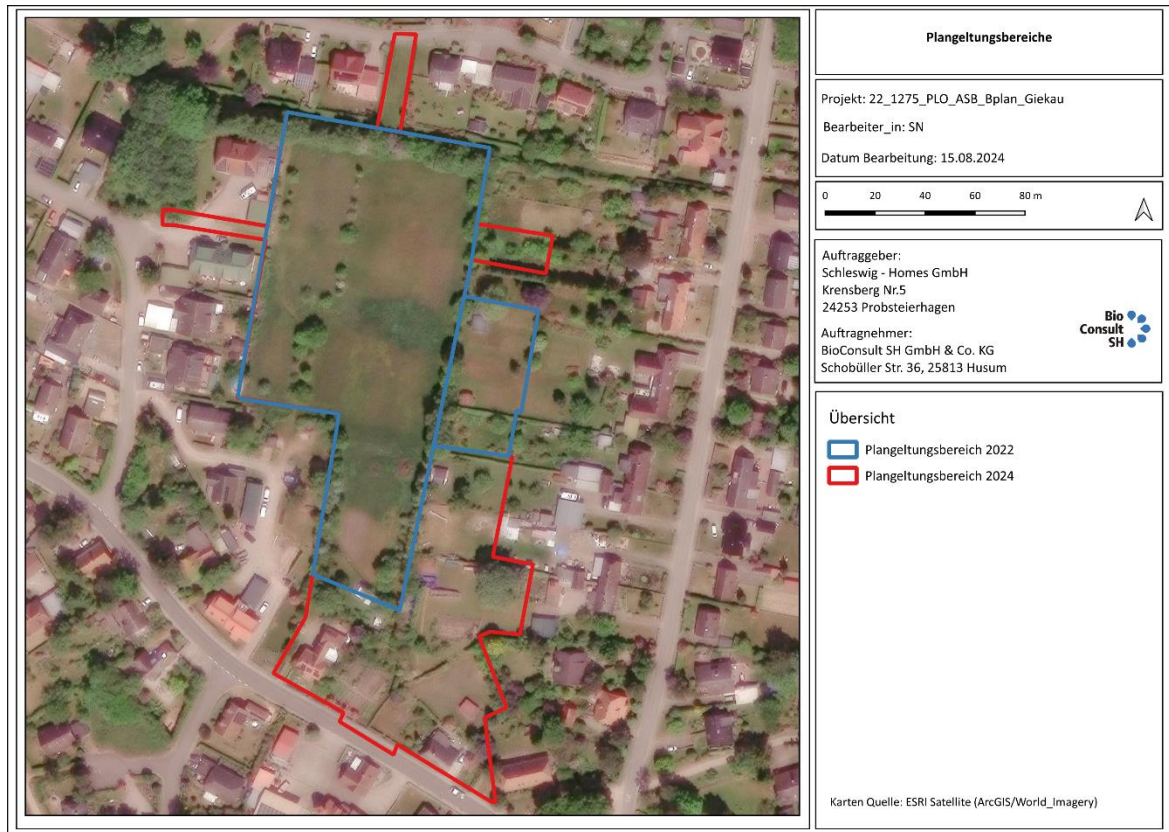 Plangeltungsbereiche
Projekt: 22_1275_PLO_ASB_Bplan_Giekau
Bearbeiter_in: SN
Datum Bearbeitung: 15.08.2024
0 20 40 60 80 m
Auftraggeber:
Schleswig - Homes GmbH
Krensberg Nr.5
24253 Probsteierhagen
Auftragnehmer:
BioConsult SH GmbH & Co. KG
Schobüller Str. 36, 25813 Husum
Bio
Consult
SH
Übersicht
Plangeltungsbereich 2022
Plangeltungsbereich 2024
Karten Quelle: ESRI Satellite (ArcGIS/World_Imagery)